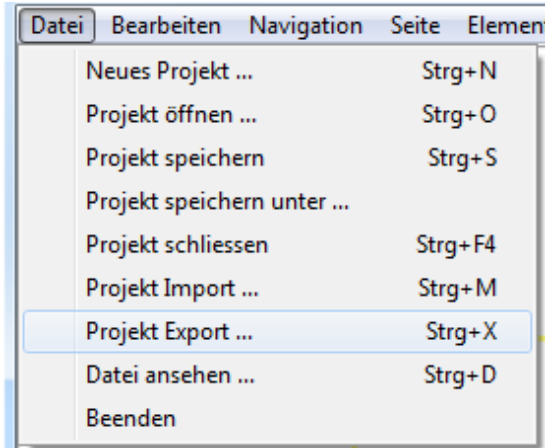 Datei Bearbeiten Navigation Seite Elemen
Neues Projekt ... Strg+N
Projekt öffnen ... Strg+O
Projekt speichern Strg+S
Projekt speichern unter ...
Projekt schliessen Strg+F4
Projekt Import ... Strg+M
Projekt Export ... Strg+X
Datei ansehen ... Strg+D
Beenden